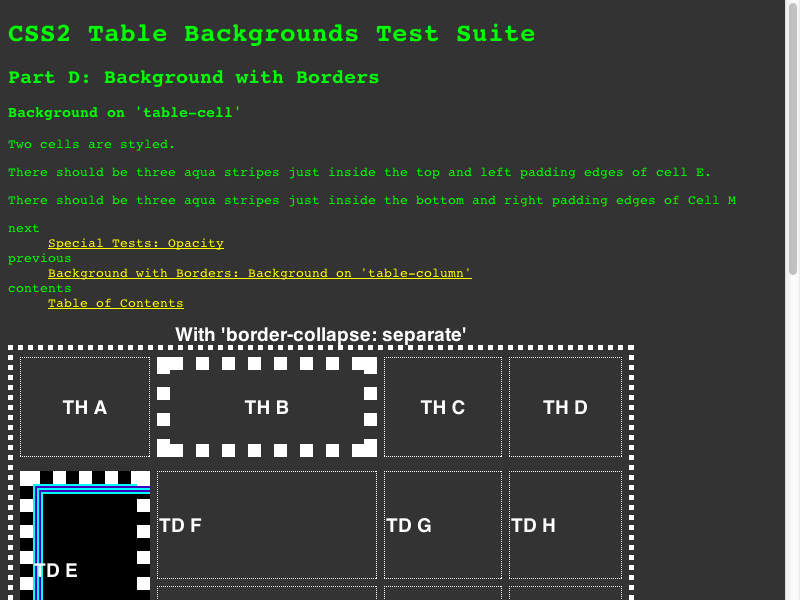 CSS2 Table Backgrounds Test Suite
Part D: Background with Borders
Background on 'table-cell'
Two cells are styled.
There should be three aqua stripes just inside the top and left padding edges of cell E.
There should be three aqua stripes just inside the bottom and right padding edges of Cell M
next
Special Tests: Opacity
previous
Background with Borders: Background on 'table-column'
contents
Table of Contents
With 'border-collapse: separate'
TH A TH B TH C TH D
TD F TD G TD H
TD E